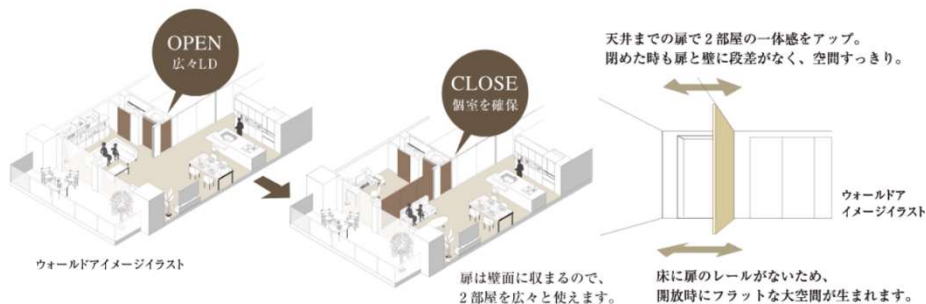 OPEN
広々LD
CLOSE
個室を確保
ウォールドアイメージイラスト
扉は壁面に収まるので、
2部屋を広々と使えます。
天井までの扉で2部屋の一体感をアップ。
閉めた時も扉と壁に段差がなく、空間すっきり。
ウォールドア
イメージイラスト
床に扉のレールがないため、
開放時にフラットな大空間が生まれます。